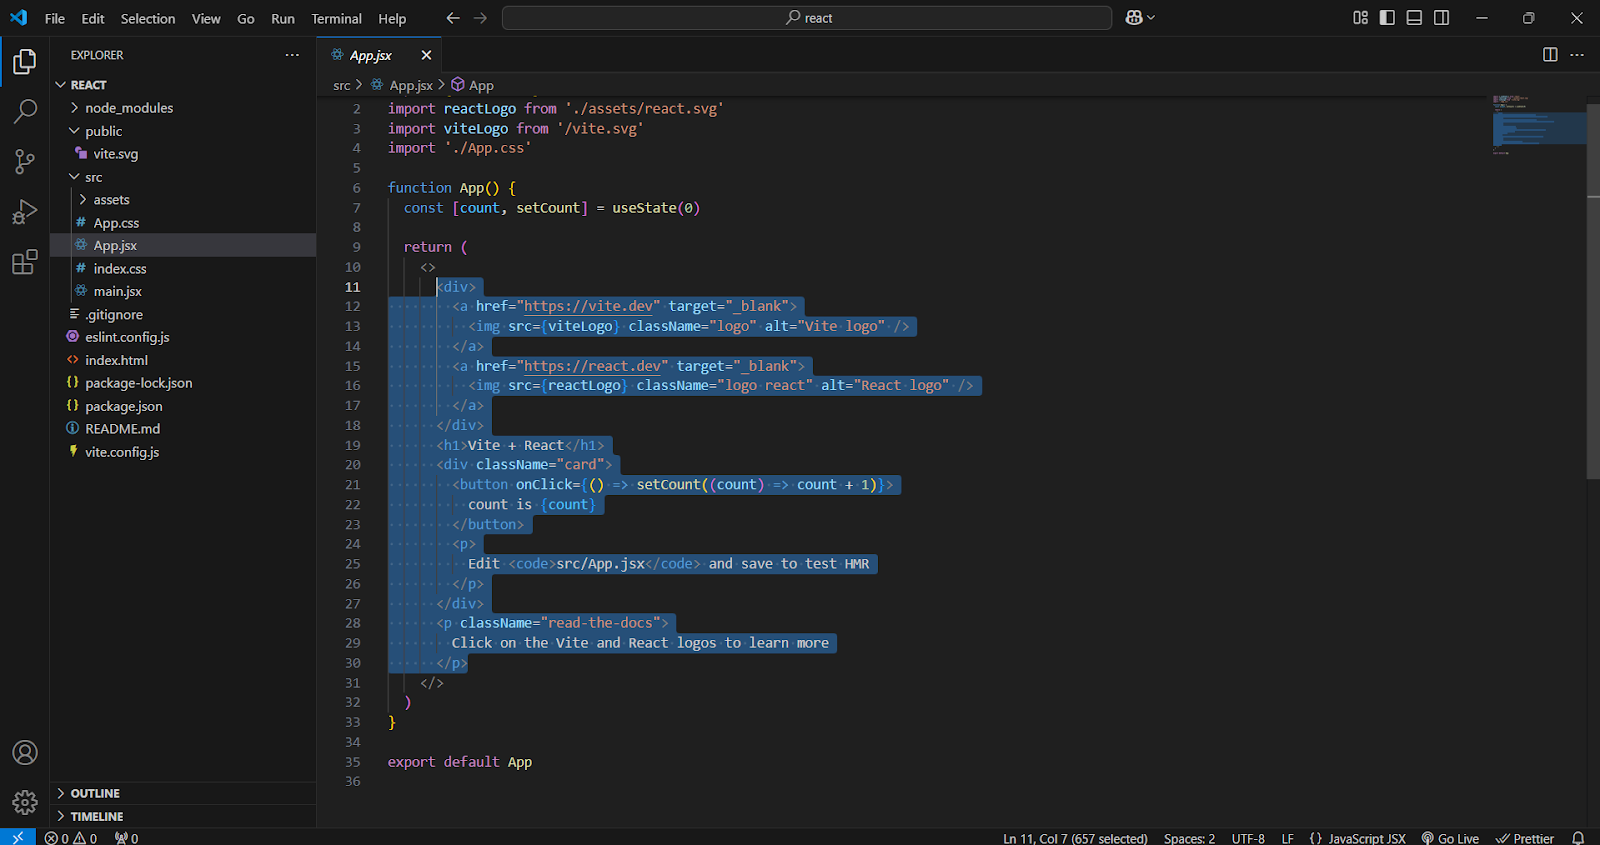 File Edit Selection View Go Run Terminal Help
react
EXPLORER
REACT
node_modules
public
vite.svg
src
assets
# App.css
App.jsx
# index.css
main.jsx
.gitignore
eslint.config.js
<> index.html
{} package-lock.json
{} package.json
README.md
vite.config.js
OUTLINE
TIMELINE
App.jsx
src > App.jsx > App
2 import reactLogo from './assets/react.svg'
3 import viteLogo from '/vite.svg'
4 import './App.css'
5
6 function App() {
7 const [count, setCount] = useState(0)
8
9 return (
10 <>
11 <div>
12 <a href="https://vite.dev" target="_blank">
13 <img src={viteLogo} className="logo" alt="Vite logo" />
14 </a>
15 <a href="https://react.dev" target="_blank">
16 <img src={reactLogo} className="logo react" alt="React logo" />
17 </a>
18 </div>
19 <h1>Vite + React</h1>
20 <div className="card">
21 <button onClick={() => setCount((count) => count + 1)}>
22 count is {count}
23 </button>
24 <p>
25 Edit <code>src/App.jsx</code> and save to test HMR
26 </p>
27 </div>
28 <p className="read-the-docs">
29 Click on the Vite and React logos to learn more
30 </p>
31 </>
32 )
33 }
34
35 export default App
36
0 0 0
Ln 11, Col 7 (657 selected) Spaces: 2 UTF-8 LF {} JavaScript JSX Go Live Prettier